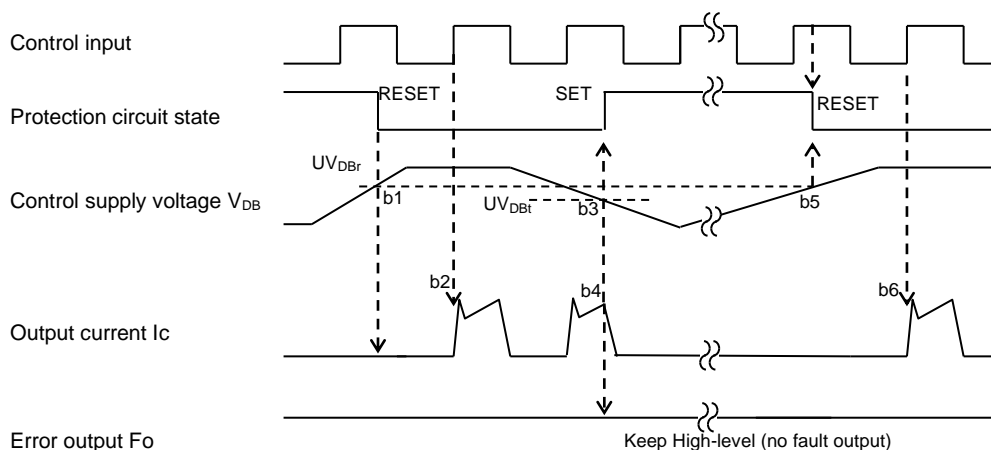 Control input
RESET
SET
RESET
Protection circuit state
UVDBr
b1
Control supply voltage VDB
UVDBt
b3
b5
b2
b4
b6
Output current Ic
Error output Fo
Keep High-level (no fault output)